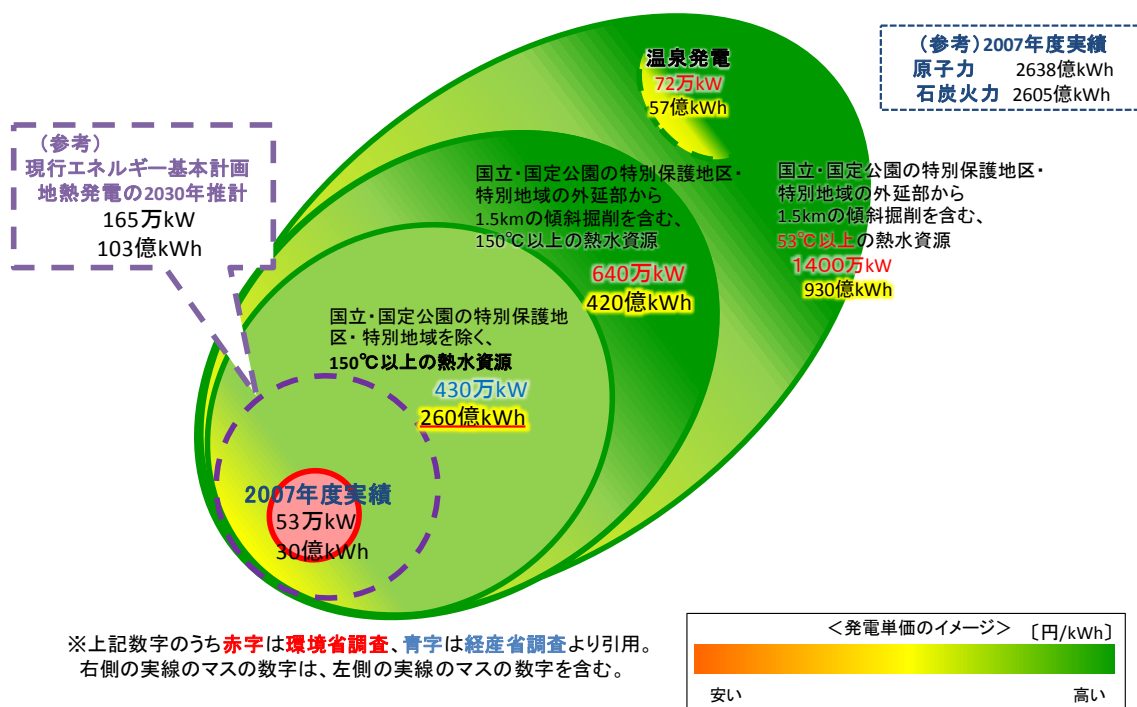 温泉発電
72万kW
57億kWh
（参考）2007年度実績
原子力 2638億kWh
石炭火力 2605億kWh
（参考）
現行エネルギー基本計画
地熱発電の2030年推計
165万kW
103億kWh
国立・国定公園の特別保護地区・
特別地域の外延部から
1.5kmの傾斜掘削を含む、
150℃以上の熱水資源
640万kW
420億kWh
国立・国定公園の特別保護地区・
特別地域の外延部から
1.5kmの傾斜掘削を含む、
53℃以上の熱水資源
1400万kW
930億kWh
国立・国定公園の特別保護地
区・特別地域を除く、
150℃以上の熱水資源
430万kW
260億kWh
2007年度実績
53万kW
30億kWh
※上記数字のうち赤字は環境省調査、青字は経産省調査より引用。
右側の実線のマスの数字は、左側の実線のマスの数字を含む。
＜発電単価のイメージ＞ 〔円/kWh〕
安い 高い